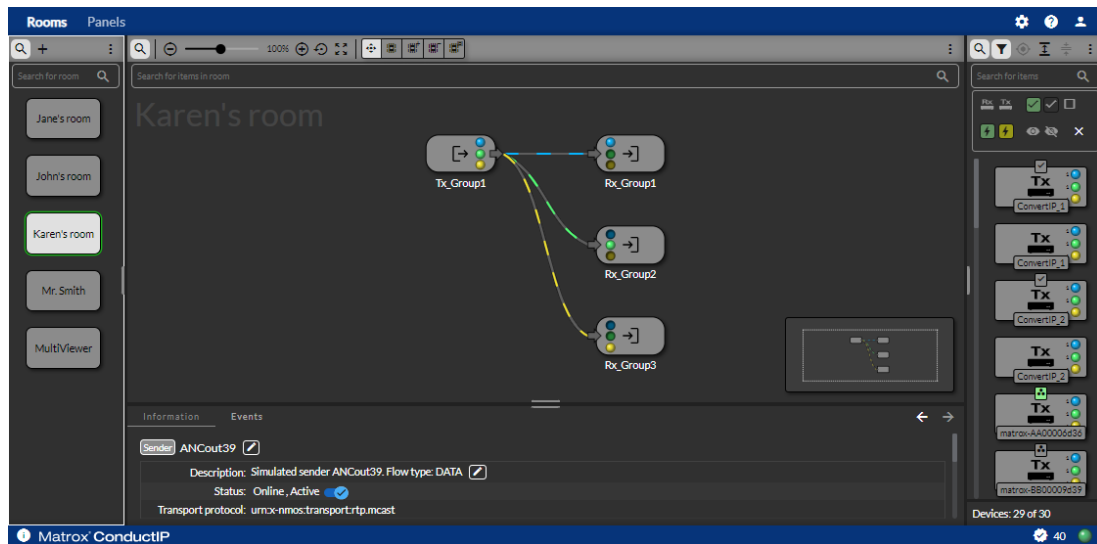 Rooms Panels
100%
Search for room
Search for items in room
Search for items
Rx Tx
Karen's room
Jane's room
John's room
Karen's room
Mr. Smith
MultiViewer
Tx_Group1
Rx_Group1
Rx_Group2
Rx_Group3
Tx
ConvertIP_1
Tx
ConvertIP_1
Tx
ConvertIP_2
Tx
ConvertIP_2
Tx
matrox-AA00006d36
Tx
matrox-BB00009d39
Information Events
Sender ANCout39
Description: Simulated sender ANCout39. Flow type: DATA
Status: Online, Active
Transport protocol: urn:x-nmos:transport:rtp.mcast
Devices: 29 of 30
Matrox ConductIP
40